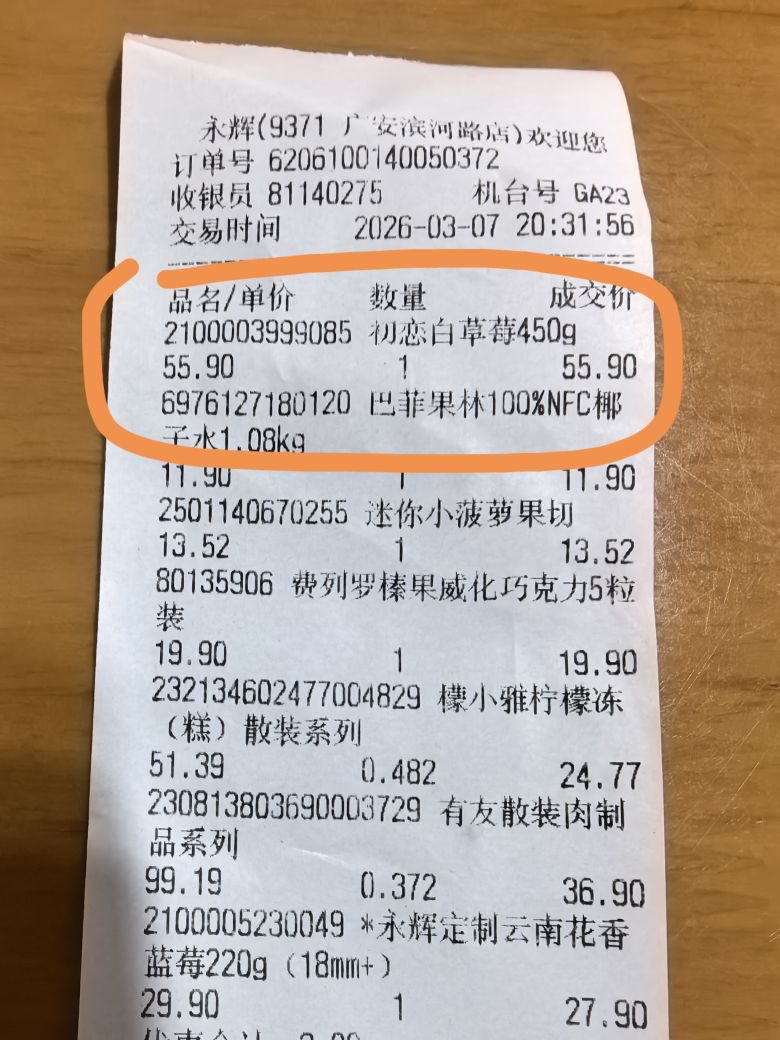 永辉(9371 广安滨河路店)欢迎您
订单号 6206100140050372
收银员 81140275 机台号 GA23
交易时间 2026-03-07 20:31:56
品名/单价 数量 成交价
2100003999085 初恋白草莓450g
55.90 1 55.90
6976127180120 巴菲果林100%NFC椰
子水1.08kg
11.90 1 11.90
2501140670255 迷你小菠萝果切
13.52 1 13.52
80135906 费列罗榛果威化巧克力5粒
装
19.90 1 19.90
232134602477004829 檬小雅柠檬冻
（糕）散装系列
51.39 0.482 24.77
230813803690003729 有友散装肉制
品系列
99.19 0.372 36.90
2100005230049 *永辉定制云南花香
蓝莓220g（18mm+）
29.90 1 27.90